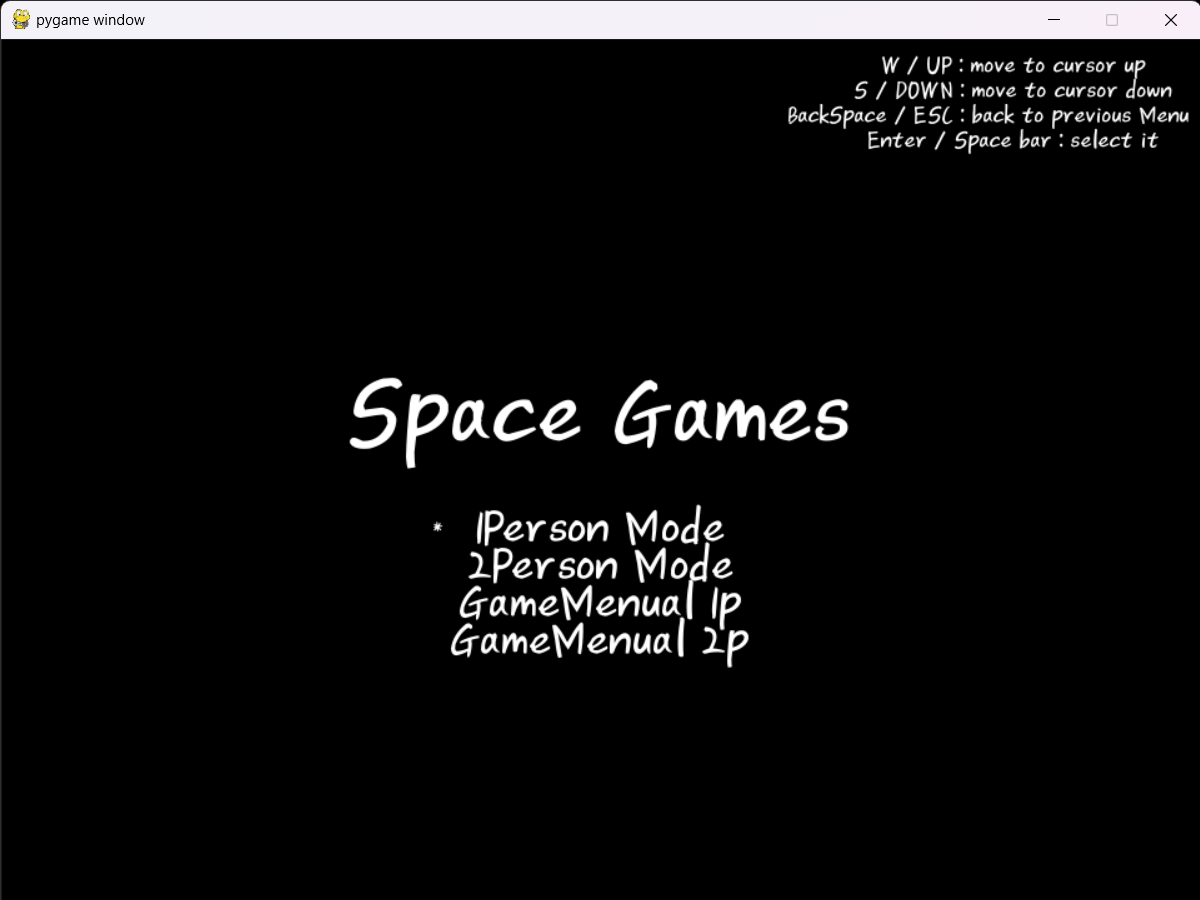 pygame window
W / UP : move to cursor up
S / DOWN : move to cursor down
BackSpace / ESC : back to previous Menu
Enter / Space bar : select it
Space Games
* 1Person Mode
2Person Mode
GameMenual 1p
GameMenual 2p